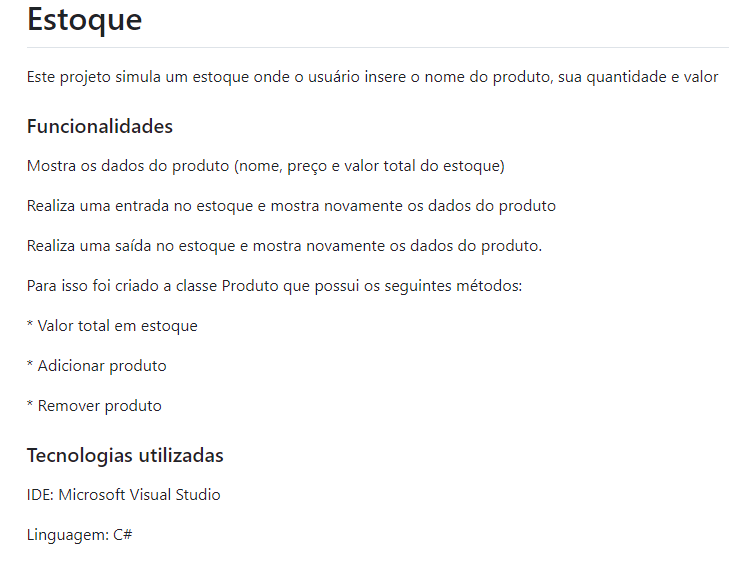 Estoque
Este projeto simula um estoque onde o usuário insere o nome do produto, sua quantidade e valor
Funcionalidades
Mostra os dados do produto (nome, preço e valor total do estoque)
Realiza uma entrada no estoque e mostra novamente os dados do produto
Realiza uma saída no estoque e mostra novamente os dados do produto.
Para isso foi criado a classe Produto que possui os seguintes métodos:
* Valor total em estoque
* Adicionar produto
* Remover produto
Tecnologias utilizadas
IDE: Microsoft Visual Studio
Linguagem: C#